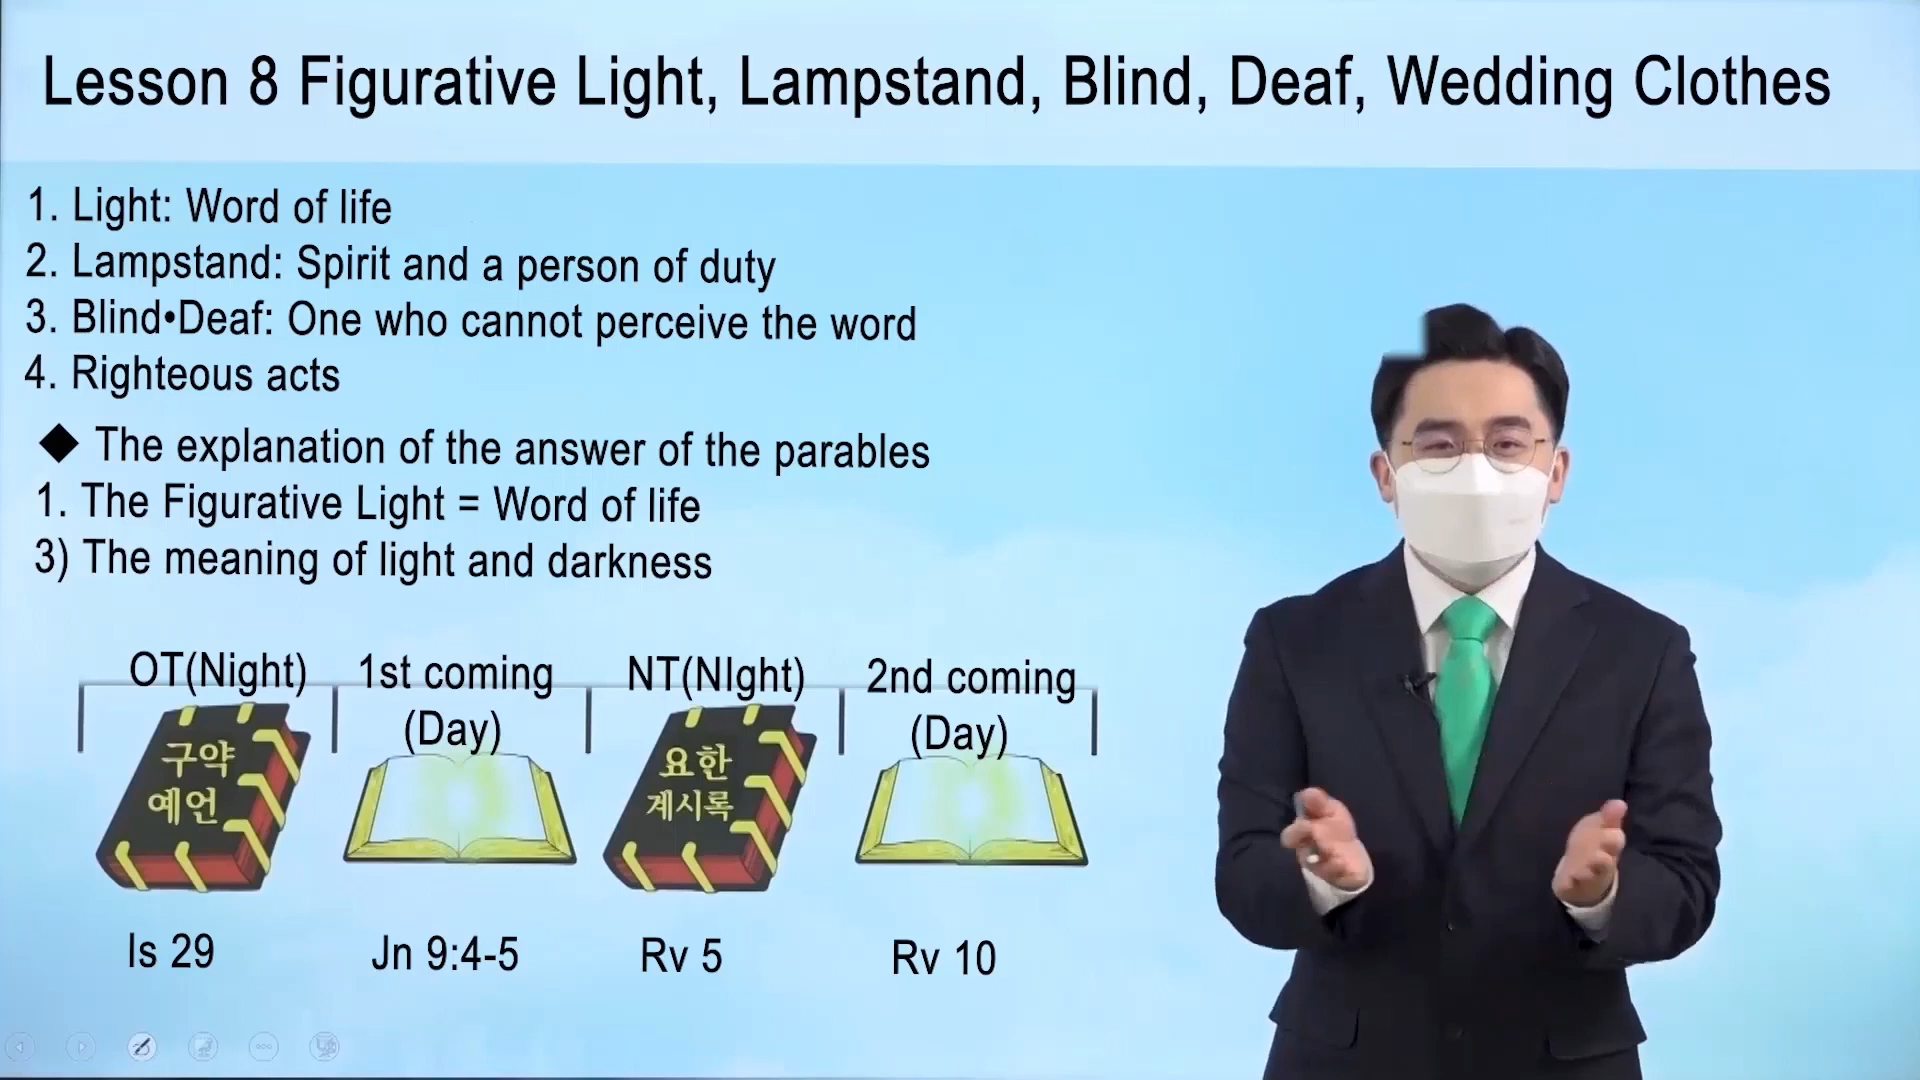 Lesson 8 Figurative Light, Lampstand, Blind, Deaf, Wedding Clothes
1. Light: Word of life
2. Lampstand: Spirit and a person of duty
3. Blind•Deaf: One who cannot perceive the word
4. Righteous acts
◆ The explanation of the answer of the parables
1. The Figurative Light = Word of life
3) The meaning of light and darkness
OT(Night) 1st coming NT(NIght) 2nd coming
(Day) (Day)
구약 요한
예언 계시록
Is 29 Jn 9:4-5 Rv 5 Rv 10